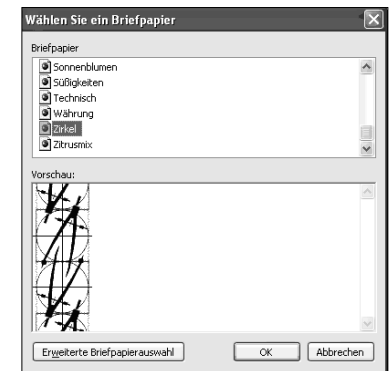 Wählen Sie ein Briefpapier
Briefpapier
Sonnenblumen
Süßigkeiten
Technisch
Währung
Zirkel
Zitrusmix
Vorschau:
Erweiterte Briefpapierauswahl
OK
Abbrechen